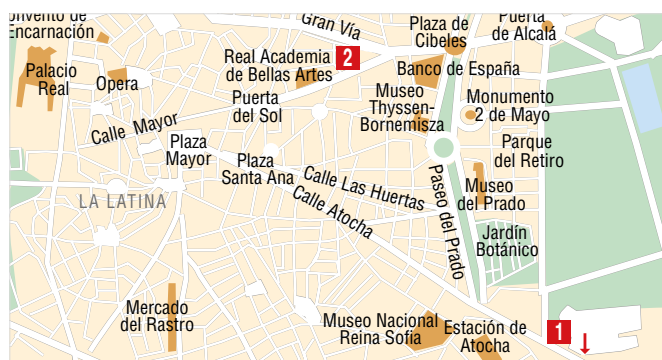 Convento de
Encarnación
Gran Vía
Plaza de
Cibeles
Puerta
de Alcalá
Palacio
Real
Opera
Real Academia
de Bellas Artes
2
Banco de España
Puerta
del Sol
Museo
Thyssen-
Bornemisza
Monumento
2 de Mayo
Calle Mayor
Plaza
Mayor
Plaza
Santa Ana
Parque
del Retiro
Calle Las Huertas
LA LATINA
Calle Atocha
Paseo del Prado
Museo
del Prado
Jardín
Botánico
Mercado
del Rastro
Museo Nacional
Reina Sofía
Estación de
Atocha
1